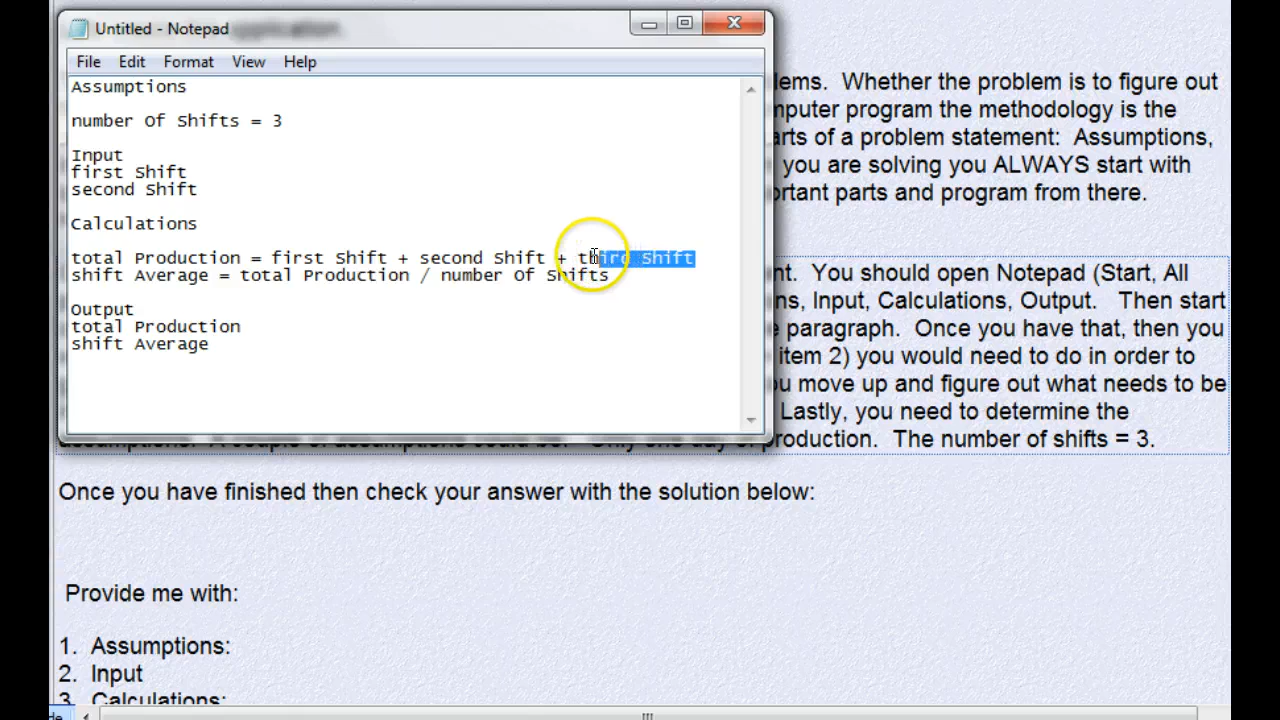 Untitled - Notepad
File Edit Format View Help
Assumptions
number Of Shifts = 3
Input
first Shift
second Shift
Calculations
total Production = first Shift + second Shift + third Shift
shift Average = total Production / number Of Shifts
Output
total Production
shift Average
lems. Whether the problem is to figure out
mputer program the methodology is the
arts of a problem statement: Assumptions,
you are solving you ALWAYS start with
ortant parts and program from there.
nt. You should open Notepad (Start, All
ns, Input, Calculations, Output. Then start
e paragraph. Once you have that, then you
item 2) you would need to do in order to
u move up and figure out what needs to be
Lastly, you need to determine the
production. The number of shifts = 3.
Once you have finished then check your answer with the solution below:
Provide me with:
1. Assumptions:
2. Input
3. Calculations: